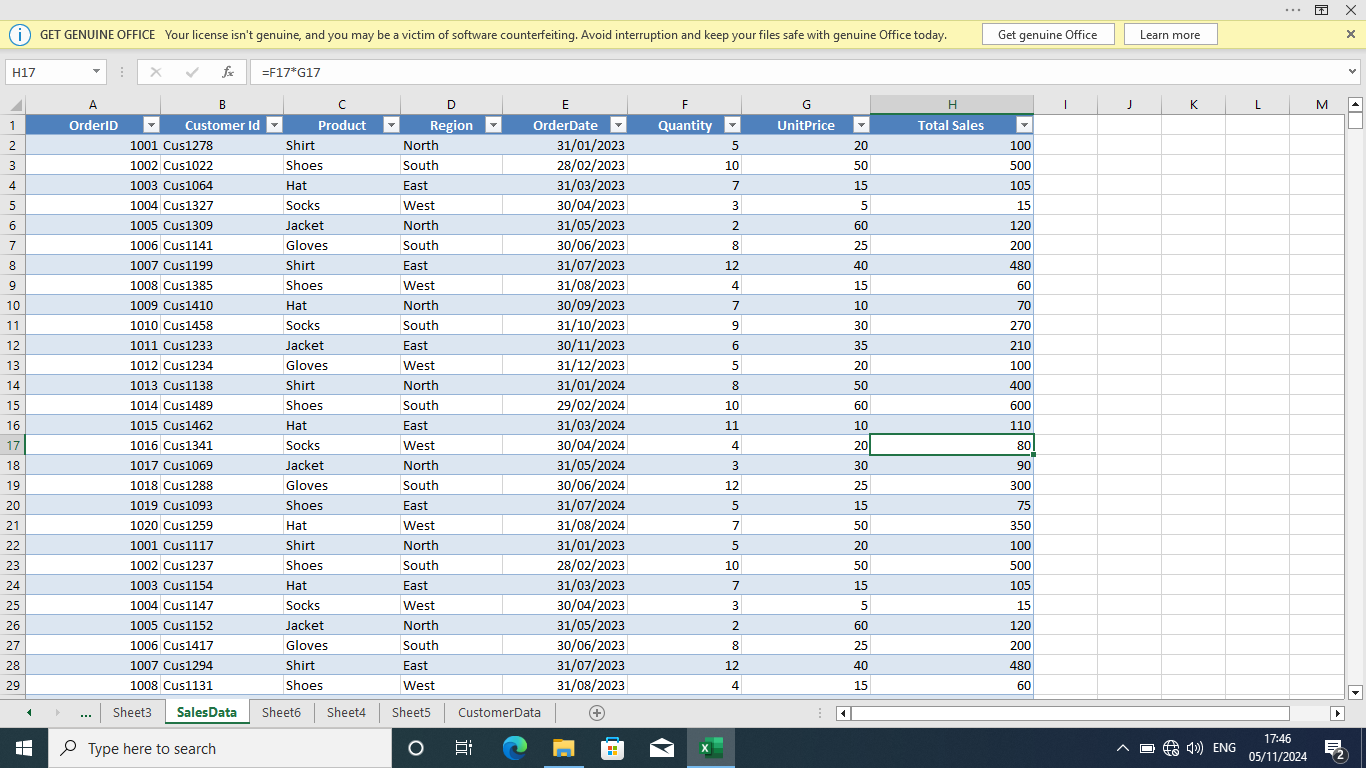 GET GENUINE OFFICE Your license isn't genuine, and you may be a victim of software counterfeiting. Avoid interruption and keep your files safe with genuine Office today. Get genuine Office Learn more
H17 fx =F17*G17
A B C D E F G H I J K L M
1 OrderID Customer Id Product Region OrderDate Quantity UnitPrice Total Sales
2 1001 Cus1278 Shirt North 31/01/2023 5 20 100
3 1002 Cus1022 Shoes South 28/02/2023 10 50 500
4 1003 Cus1064 Hat East 31/03/2023 7 15 105
5 1004 Cus1327 Socks West 30/04/2023 3 5 15
6 1005 Cus1309 Jacket North 31/05/2023 2 60 120
7 1006 Cus1141 Gloves South 30/06/2023 8 25 200
8 1007 Cus1199 Shirt East 31/07/2023 12 40 480
9 1008 Cus1385 Shoes West 31/08/2023 4 15 60
10 1009 Cus1410 Hat North 30/09/2023 7 10 70
11 1010 Cus1458 Socks South 31/10/2023 9 30 270
12 1011 Cus1233 Jacket East 30/11/2023 6 35 210
13 1012 Cus1234 Gloves West 31/12/2023 5 20 100
14 1013 Cus1138 Shirt North 31/01/2024 8 50 400
15 1014 Cus1489 Shoes South 29/02/2024 10 60 600
16 1015 Cus1462 Hat East 31/03/2024 11 10 110
17 1016 Cus1341 Socks West 30/04/2024 4 20 80
18 1017 Cus1069 Jacket North 31/05/2024 3 30 90
19 1018 Cus1288 Gloves South 30/06/2024 12 25 300
20 1019 Cus1093 Shoes East 31/07/2024 5 15 75
21 1020 Cus1259 Hat West 31/08/2024 7 50 350
22 1001 Cus1117 Shirt North 31/01/2023 5 20 100
23 1002 Cus1237 Shoes South 28/02/2023 10 50 500
24 1003 Cus1154 Hat East 31/03/2023 7 15 105
25 1004 Cus1147 Socks West 30/04/2023 3 5 15
26 1005 Cus1152 Jacket North 31/05/2023 2 60 120
27 1006 Cus1417 Gloves South 30/06/2023 8 25 200
28 1007 Cus1294 Shirt East 31/07/2023 12 40 480
29 1008 Cus1131 Shoes West 31/08/2023 4 15 60
... Sheet3 SalesData Sheet6 Sheet4 Sheet5 CustomerData
Type here to search ENG 17:46
05/11/2024 2